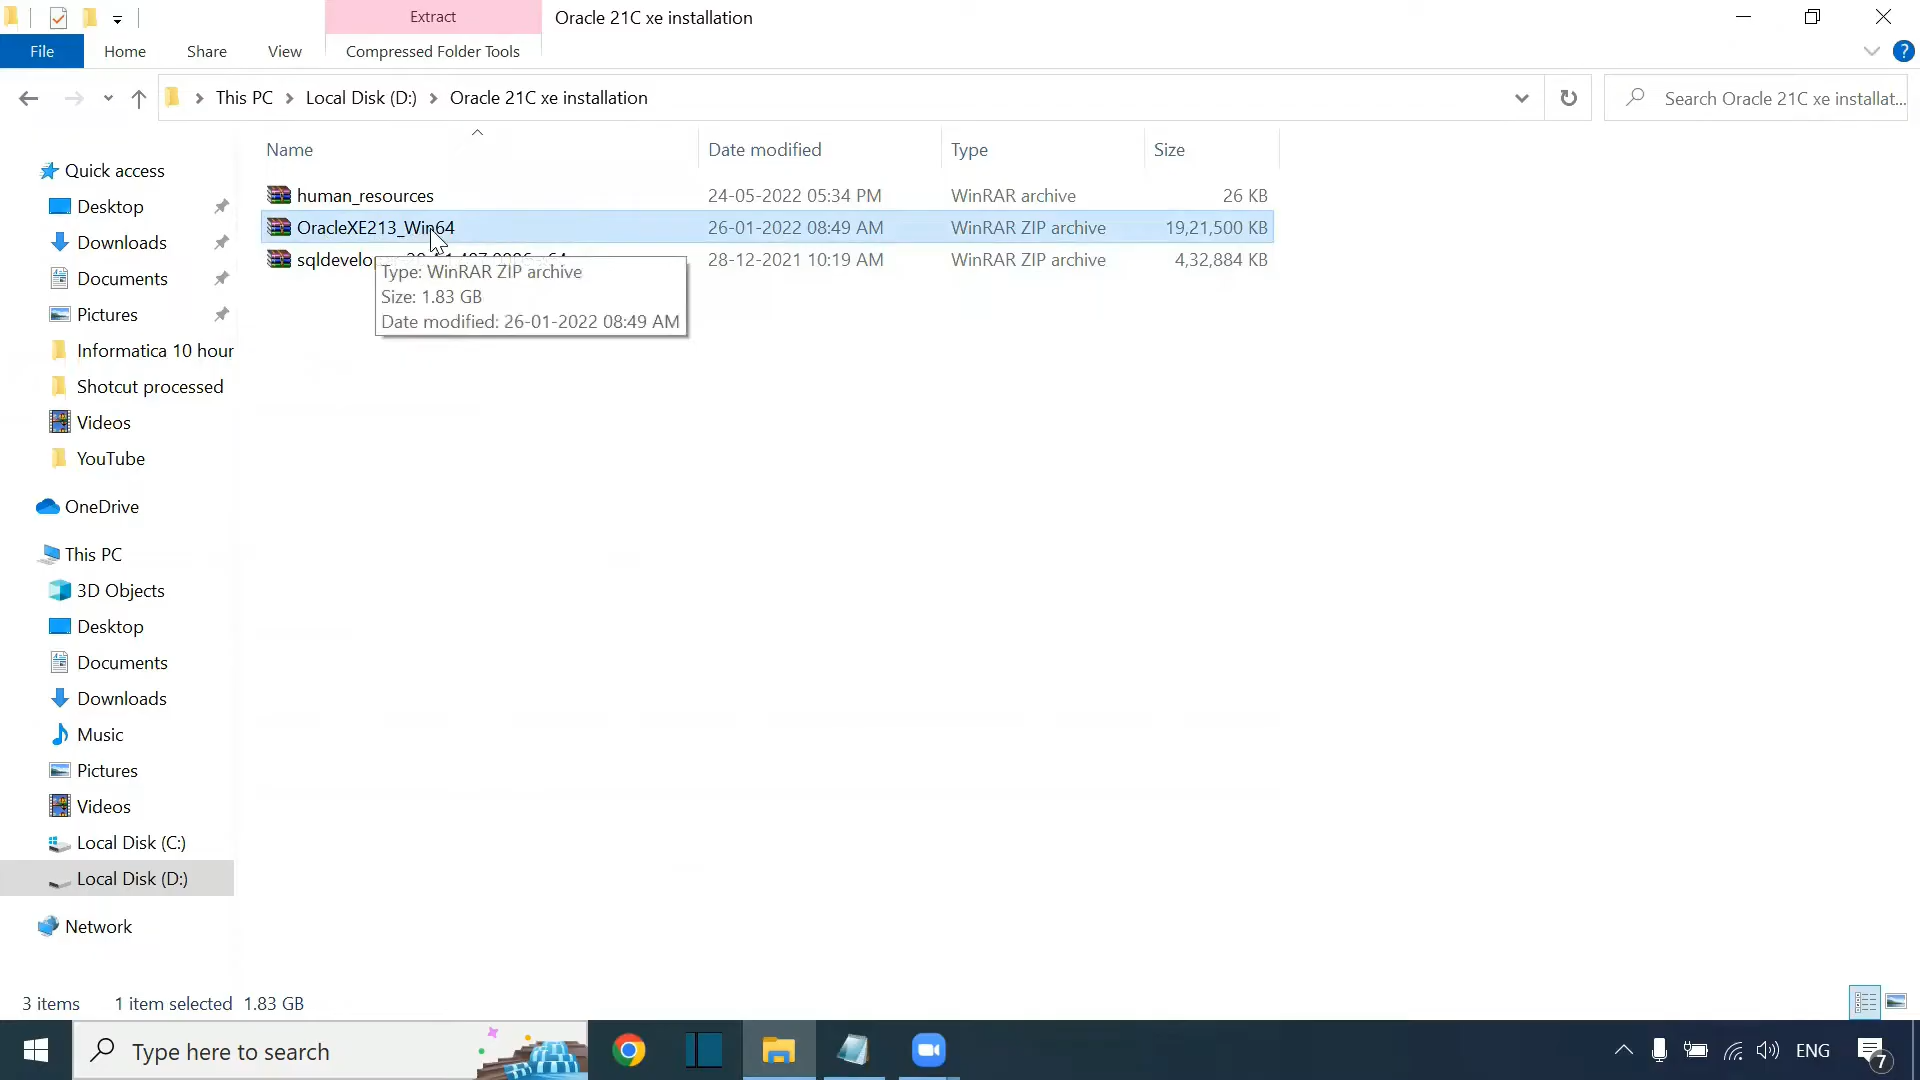 Extract
Oracle 21C xe installation
File
Home
Share
View
Compressed Folder Tools
?
This PC
Local Disk (D:)
Oracle 21C xe installation
Search Oracle 21C xe installat...
Name
Date modified
Type
Size
human_resources
24-05-2022 05:34 PM
WinRAR archive
26 KB
OracleXE213_Win64
26-01-2022 08:49 AM
WinRAR ZIP archive
19,21,500 KB
28-12-2021 10:19 AM
WinRAR ZIP archive
4,32,884 KB
Type: WinRAR ZIP archive
Size: 1.83 GB
Date modified: 26-01-2022 08:49 AM
Quick access
Desktop
Downloads
Documents
Pictures
Informatica 10 hour
Shotcut processed
Videos
YouTube
OneDrive
This PC
3D Objects
Desktop
Documents
Downloads
Music
Pictures
Videos
Local Disk (C:)
Local Disk (D:)
Network
3 items
1 item selected 1.83 GB
Type here to search
ENG
7